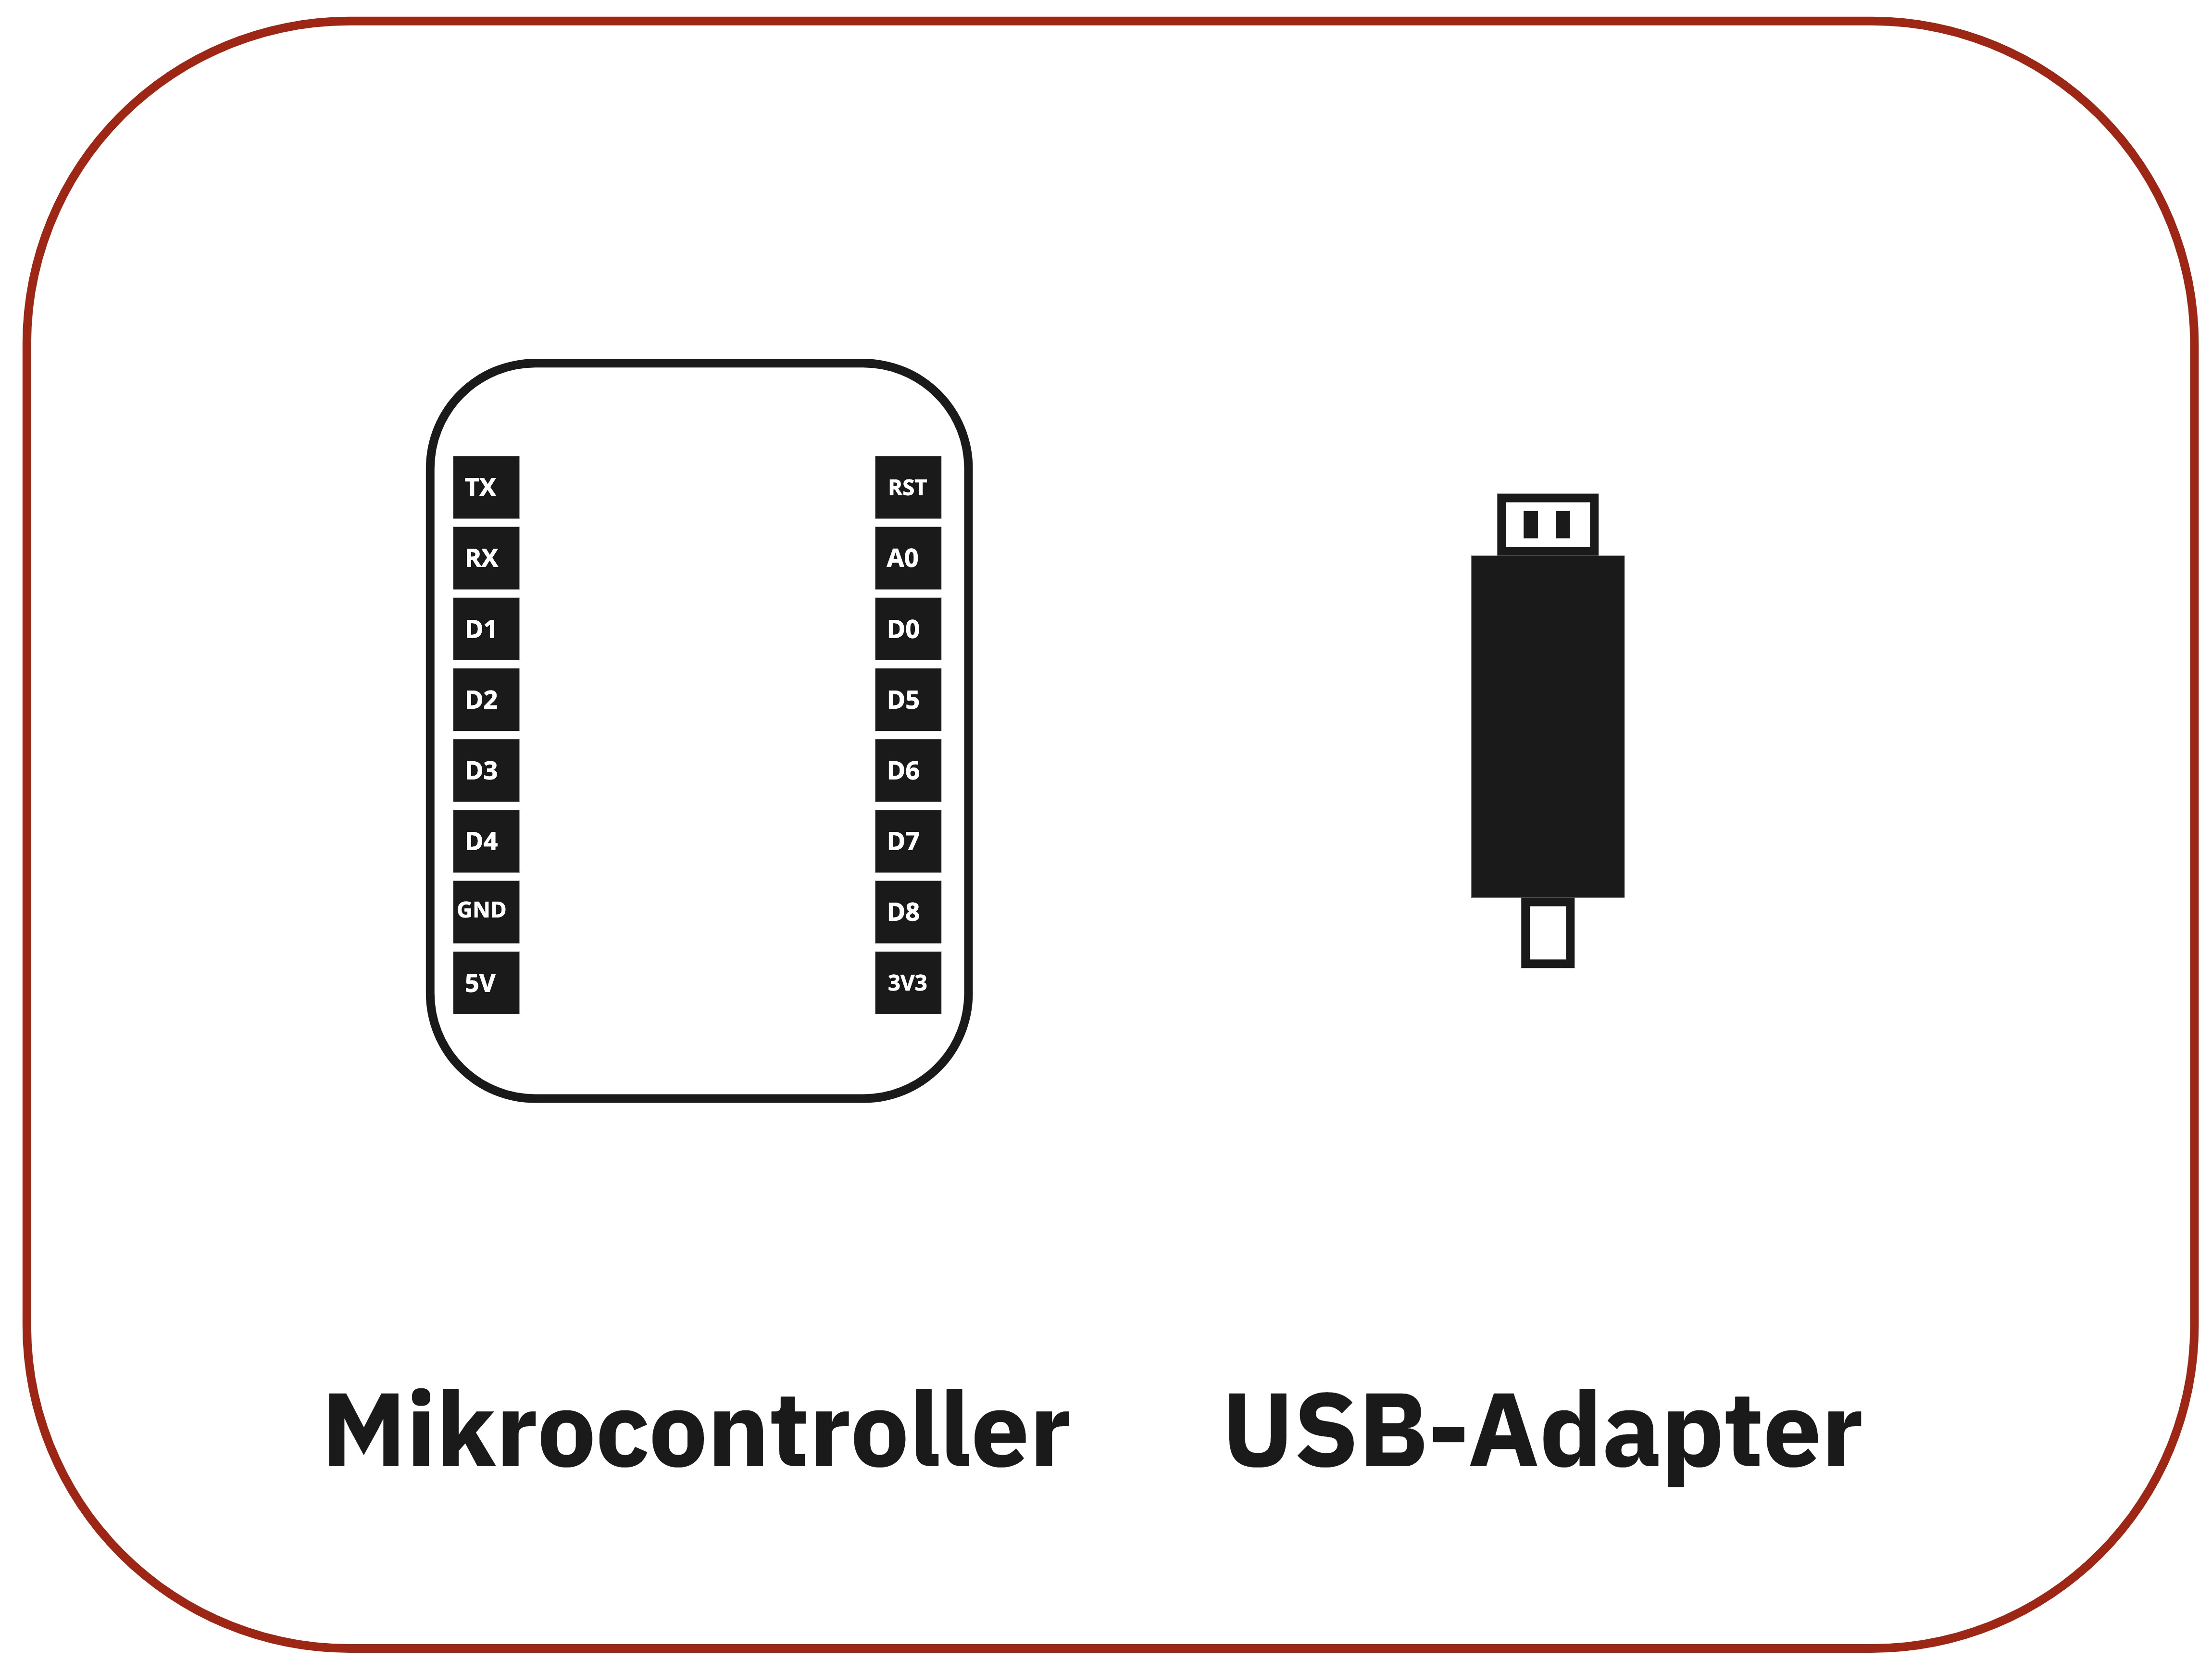 TX
RX
D1
D2
D3
D4
GND
5V
RST
A0
D0
D5
D6
D7
D8
3V3
Mikrocontroller
USB-Adapter